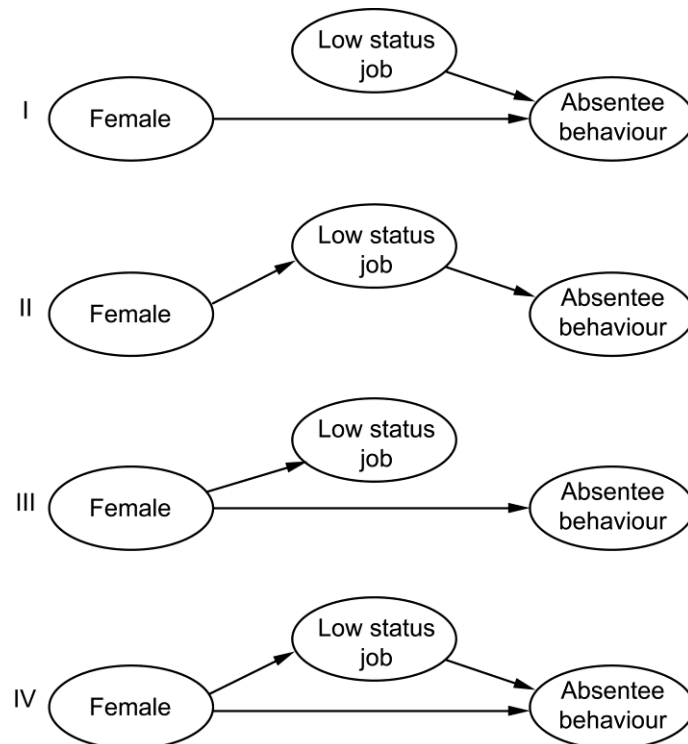 Low status
job
I
Female
Absentee
behaviour
Low status
job
II
Female
Absentee
behaviour
Low status
job
III
Female
Absentee
behaviour
Low status
job
IV
Female
Absentee
behaviour